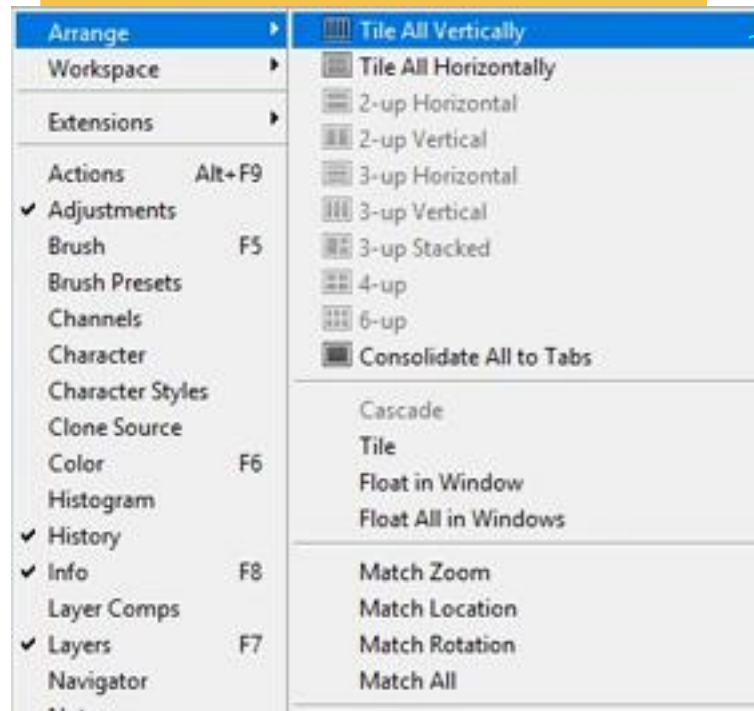 Arrange
Workspace
Extensions
Actions Alt+F9
Adjustments
Brush F5
Brush Presets
Channels
Character
Character Styles
Clone Source
Color F6
Histogram
History
Info F8
Layer Comps
Layers F7
Navigator
Tile All Vertically
Tile All Horizontally
2-up Horizontal
2-up Vertical
3-up Horizontal
3-up Vertical
3-up Stacked
4-up
6-up
Consolidate All to Tabs
Cascade
Tile
Float in Window
Float All in Windows
Match Zoom
Match Location
Match Rotation
Match All